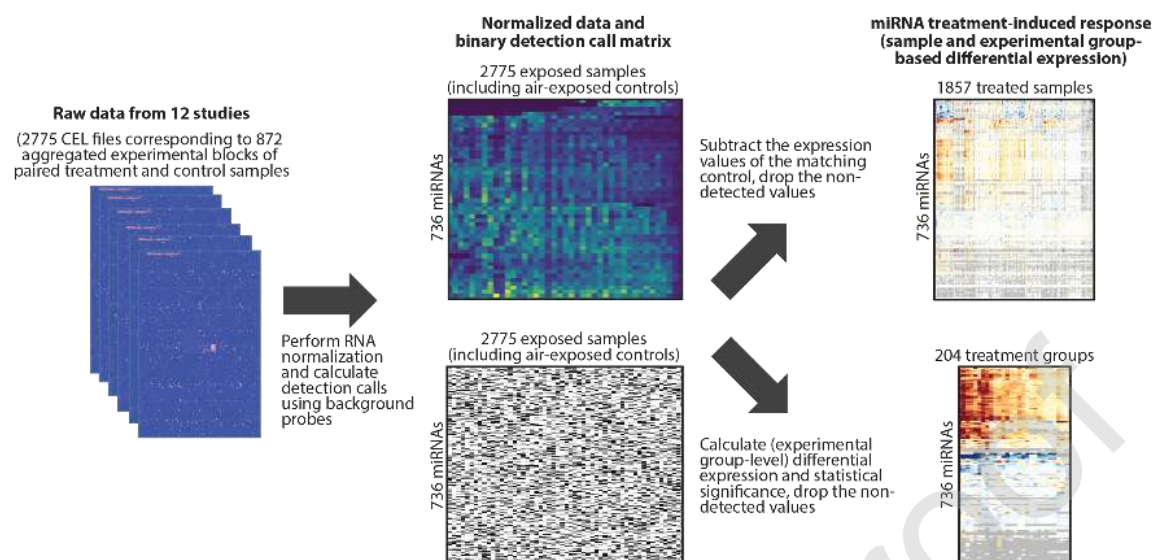 Raw data from 12 studies
(2775 CEL files corresponding to 872
aggregated experimental blocks of
paired treatment and control samples
Perform RNA
normalization
and calculate
detection calls
using background
probes
Normalized data and
binary detection call matrix
2775 exposed samples
(including air-exposed controls)
736 miRNAs
2775 exposed samples
(including air-exposed controls)
736 miRNAs
Subtract the expression
values of the matching
control, drop the non-
detected values
Calculate (experimental
group-level) differential
expression and statistical
significance, drop the non-
detected values
miRNA treatment-induced response
(sample and experimental group-
based differential expression)
1857 treated samples
736 miRNAs
204 treatment groups
736 miRNAs